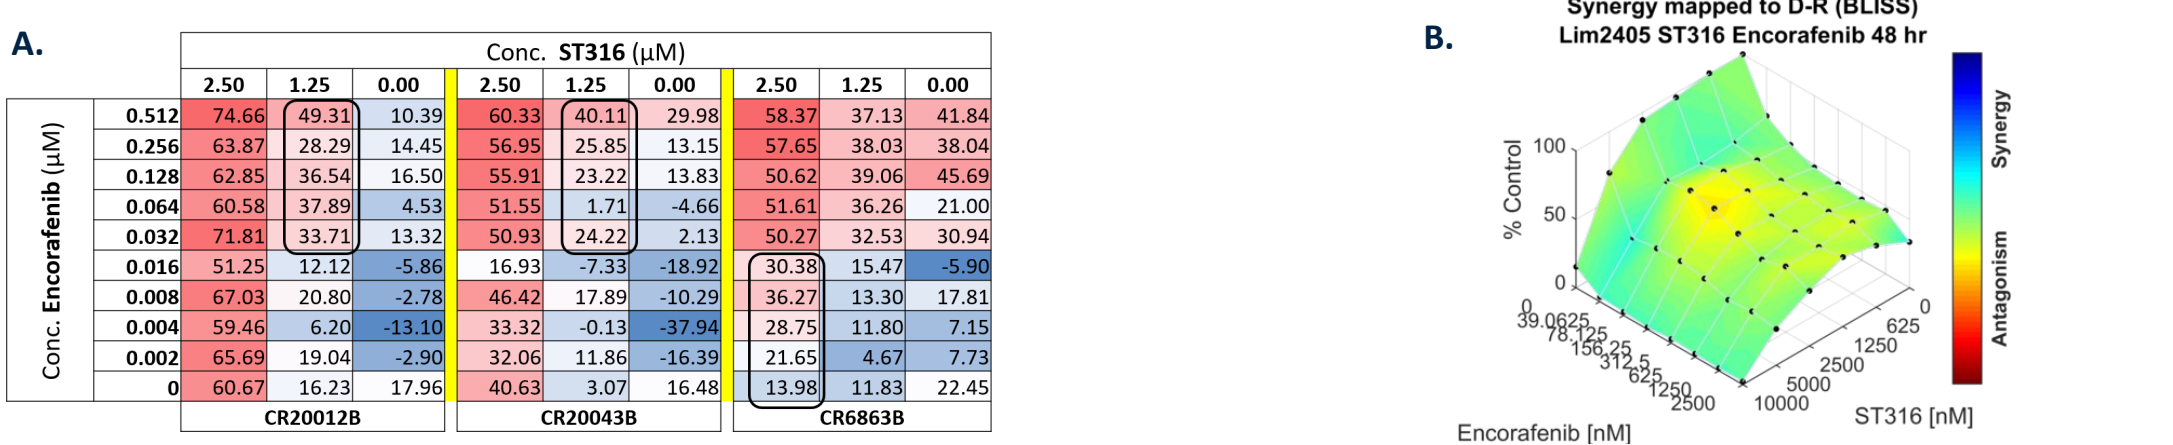 A.
Conc. ST316 (µM)
2.50 1.25 0.00 2.50 1.25 0.00 2.50 1.25 0.00
Conc. Encorafenib (µM)
0.512 74.66 49.31 10.39 60.33 40.11 29.98 58.37 37.13 41.84
0.256 63.87 28.29 14.45 56.95 25.85 13.15 57.65 38.03 38.04
0.128 62.85 36.54 16.50 55.91 23.22 13.83 50.62 39.06 45.69
0.064 60.58 37.89 4.53 51.55 1.71 -4.66 51.61 36.26 21.00
0.032 71.81 33.71 13.32 50.93 24.22 2.13 50.27 32.53 30.94
0.016 51.25 12.12 -5.86 16.93 -7.33 -18.92 30.38 15.47 -5.90
0.008 67.03 20.80 -2.78 46.42 17.89 -10.29 36.27 13.30 17.81
0.004 59.46 6.20 -13.10 33.32 -0.13 -37.94 28.75 11.80 7.15
0.002 65.69 19.04 -2.90 32.06 11.86 -16.39 21.65 4.67 7.73
0 60.67 16.23 17.96 40.63 3.07 16.48 13.98 11.83 22.45
CR20012B CR20043B CR6863B
B.
Synergy mapped to D-R (BLISS)
Lim2405 ST316 Encorafenib 48 hr
% Control
100
50
0
0
39.0625
78.125
156.25
312.5
625
1250
2500
Encorafenib [nM]
0
625
1250
2500
5000
10000
ST316 [nM]
Synergy
Antagonism